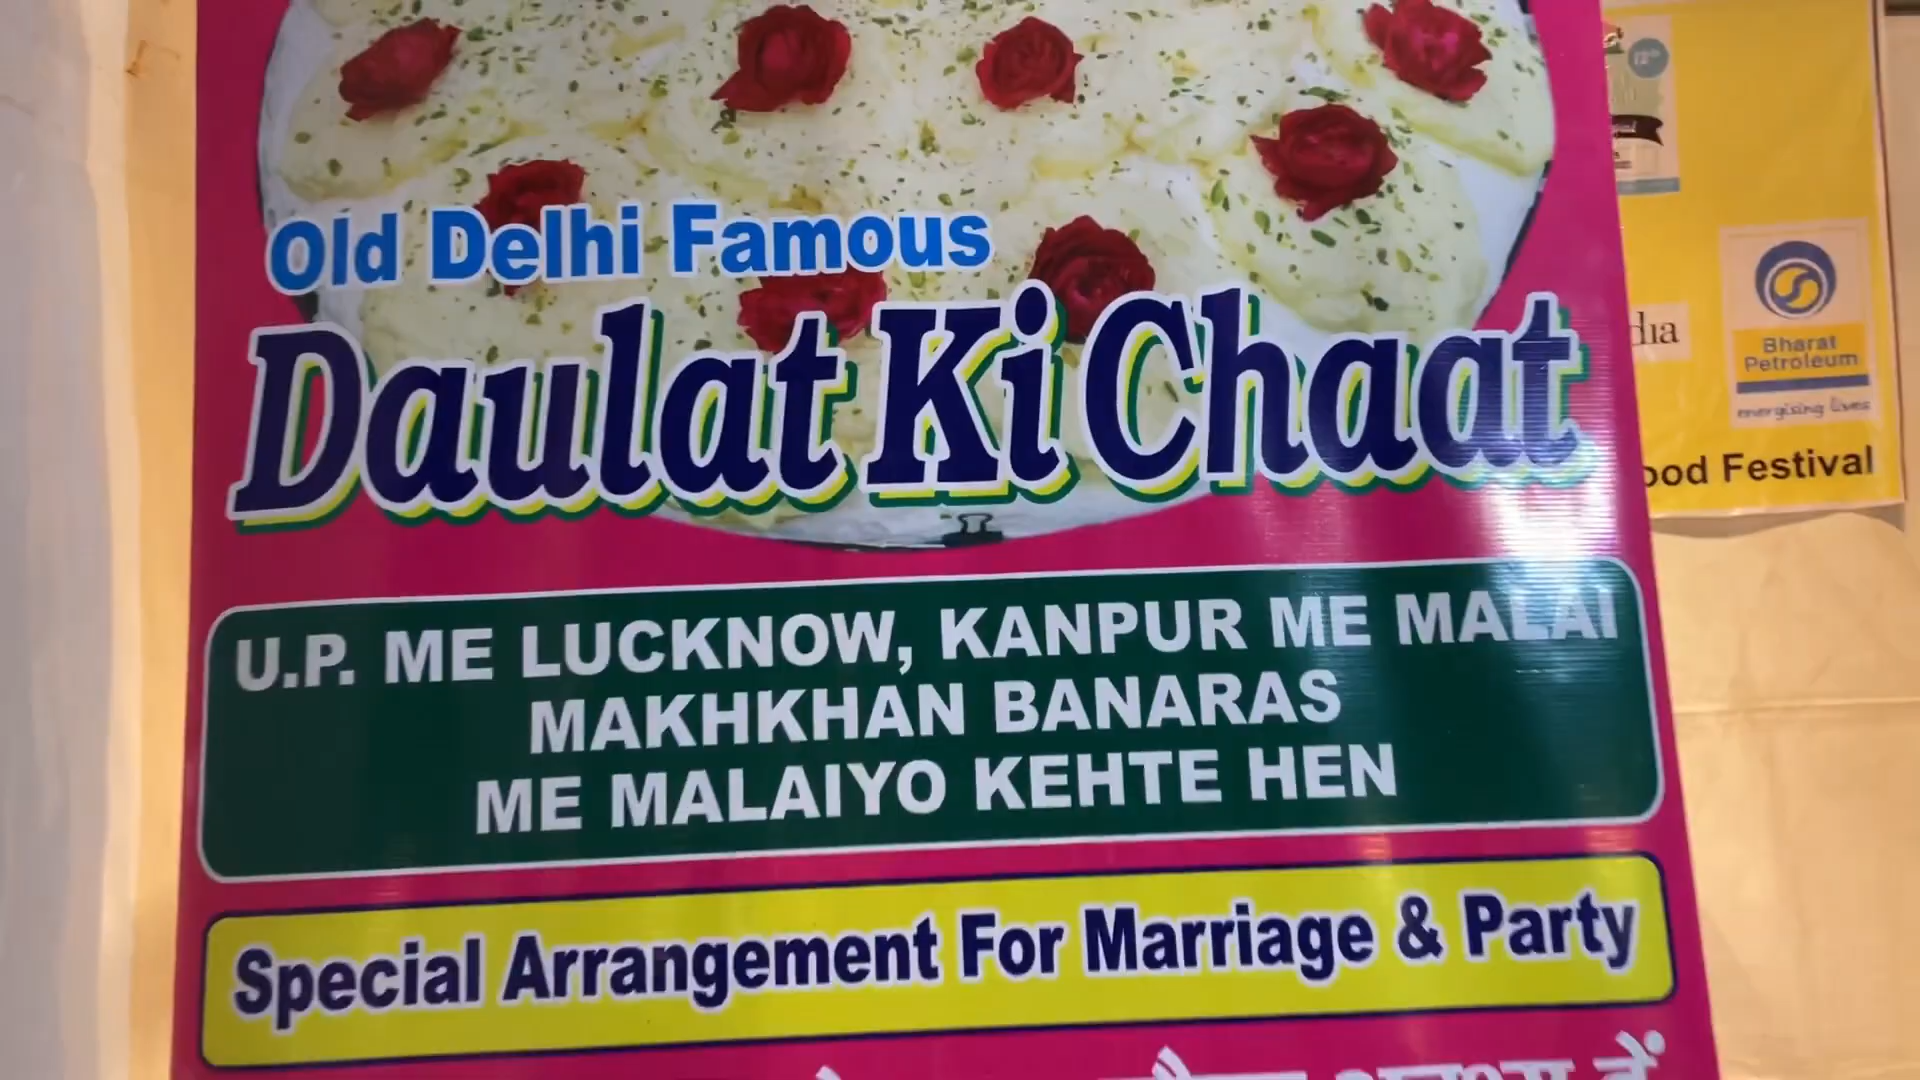 Old Delhi Famous
Daulat Ki Chaat
U.P. ME LUCKNOW, KANPUR ME MALAI
MAKHKHAN BANARAS
ME MALAIYO KEHTE HEN
Special Arrangement For Marriage & Party
Bharat
Petroleum
energising lives
Festival